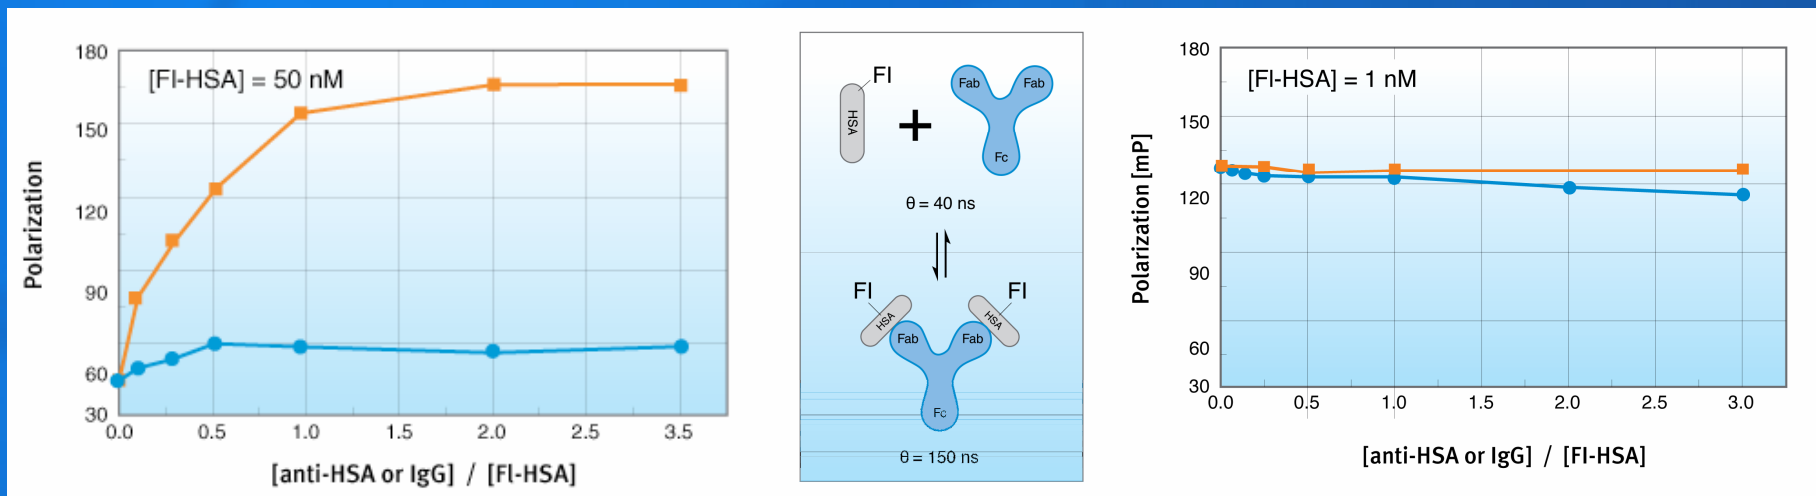 [Fl-HSA] = 50 nM
Polarization
180
150
120
90
60
30
0.0 0.5 1.0 1.5 2.0 2.5 3.5
[anti-HSA or IgG] / [Fl-HSA]
Fl
HSA
+
Fab Fab
Fc
θ = 40 ns
Fl Fl
HSA HSA
Fab Fab
Fc
θ = 150 ns
[Fl-HSA] = 1 nM
Polarization [mP]
180
150
120
90
60
30
0.0 0.5 1.0 1.5 2.0 3.0
[anti-HSA or IgG] / [Fl-HSA]